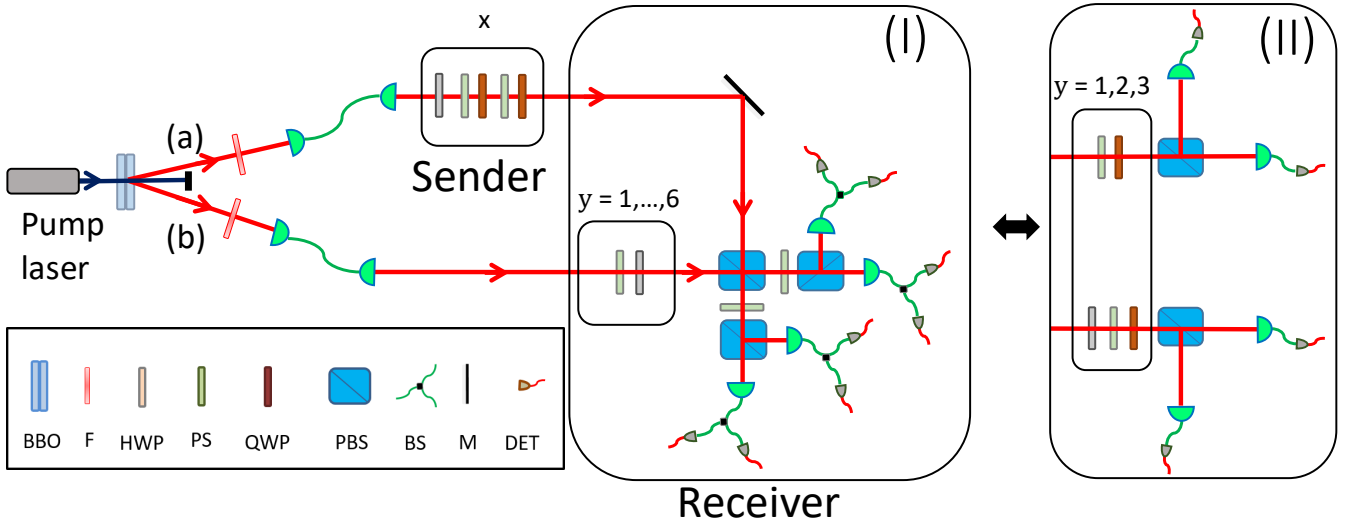 x
(I)
(II)
y = 1,2,3
(a)
Sender
Pump
laser
(b)
y = 1,...,6
BBO F HWP PS QWP PBS BS M DET
Receiver